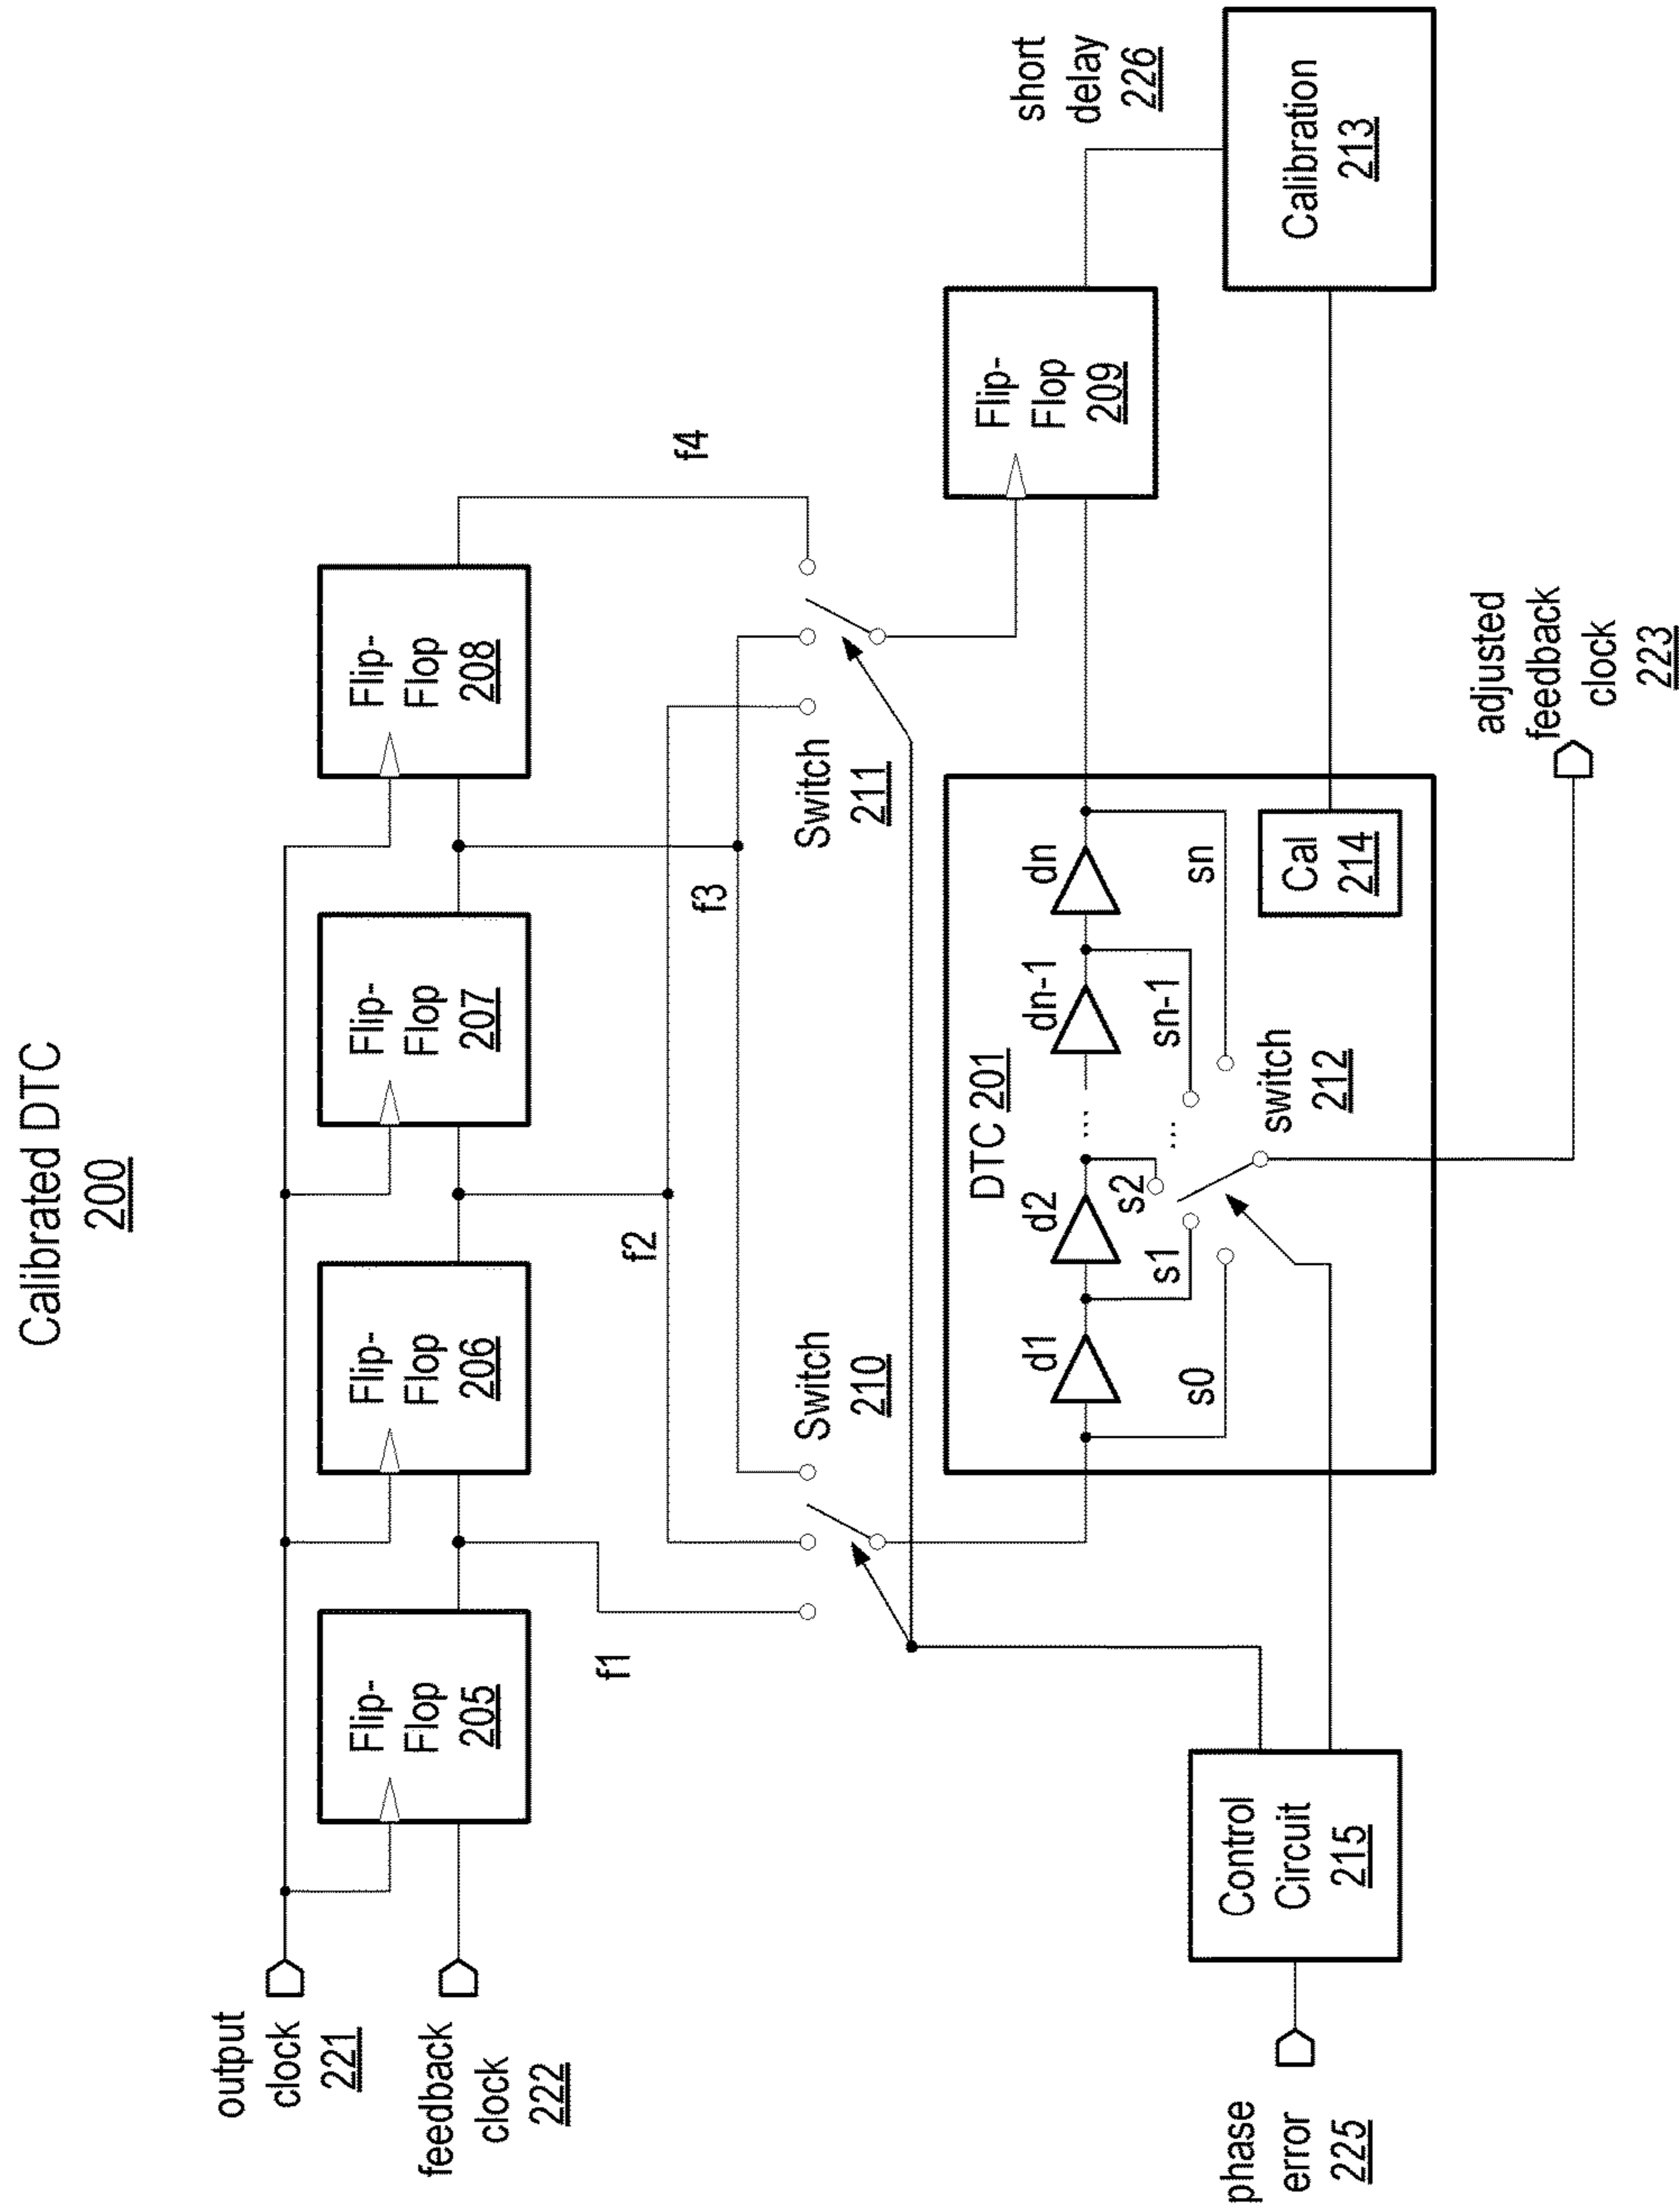 Calibrated DTC
200
output
clock
221
feedback
clock
222
Flip-
Flop
205
Flip-
Flop
206
Flip-
Flop
207
Flip-
Flop
208
f1
f2
f3
f4
Switch
210
Switch
211
DTC 201
d1
d2
...
dn-1
dn
s0
s1
s2
...
sn-1
sn
switch
212
Cal
214
Flip-
Flop
209
short
delay
226
Calibration
213
phase
error
225
Control
Circuit
215
adjusted
feedback
clock
223